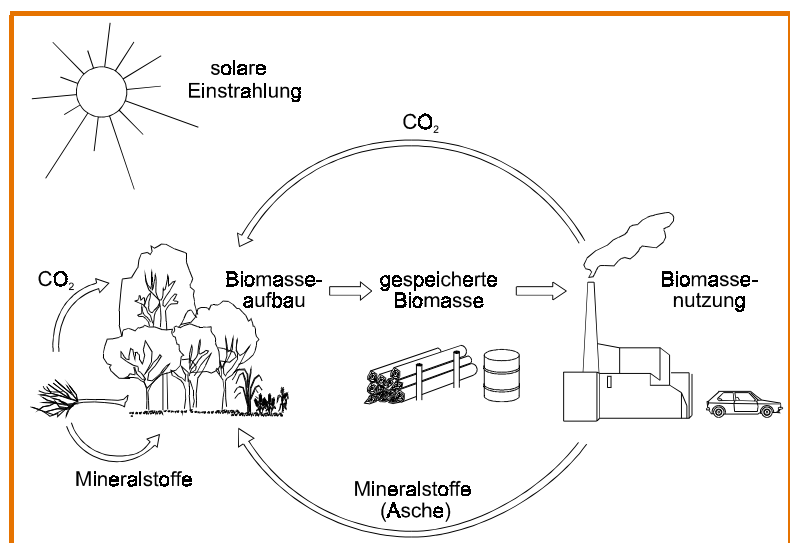 solare
Einstrahlung
CO₂
CO₂
Biomasse-
aufbau
gespeicherte
Biomasse
Biomasse-
nutzung
Mineralstoffe
Mineralstoffe
(Asche)